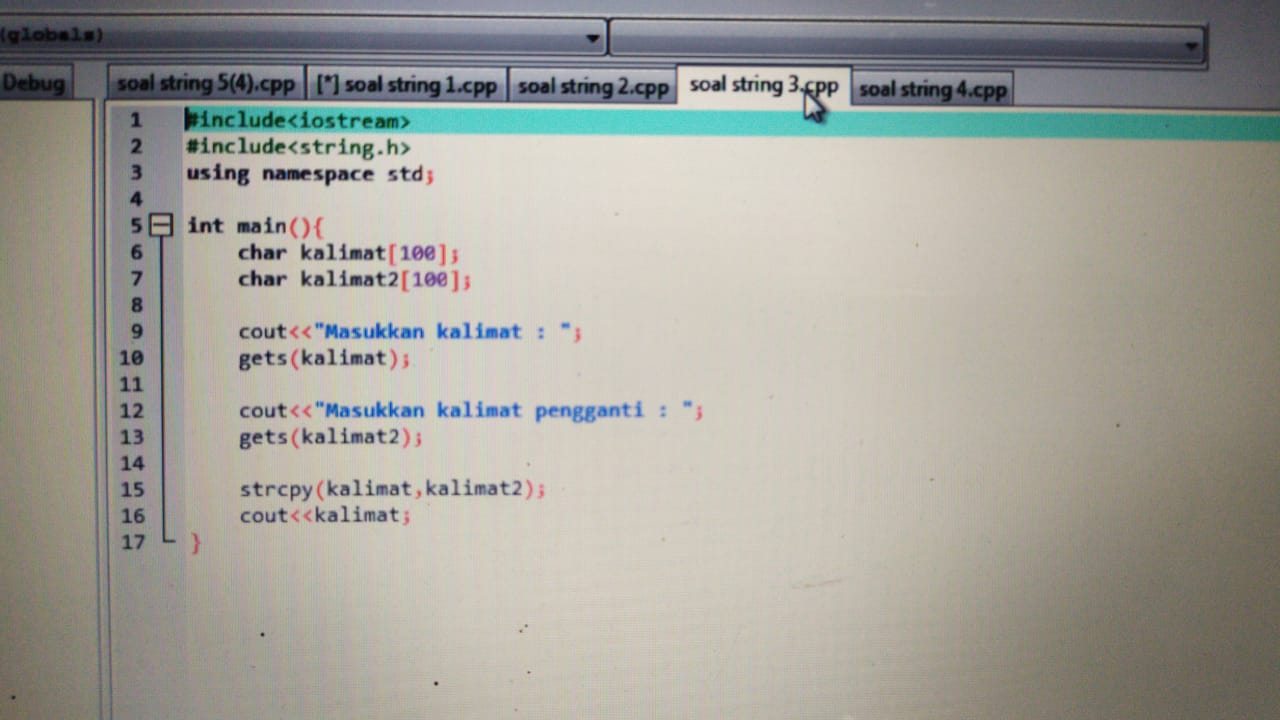 (globals)
Debug
soal string 5(4).cpp
[*] soal string 1.cpp
soal string 2.cpp
soal string 3.cpp
soal string 4.cpp
1 #include<iostream>
2 #include<string.h>
3 using namespace std;
4
5 int main(){
6 char kalimat[100];
7 char kalimat2[100];
8
9 cout<<"Masukkan kalimat : ";
10 gets(kalimat);
11
12 cout<<"Masukkan kalimat pengganti : ";
13 gets(kalimat2);
14
15 strcpy(kalimat,kalimat2);
16 cout<<kalimat;
17 }